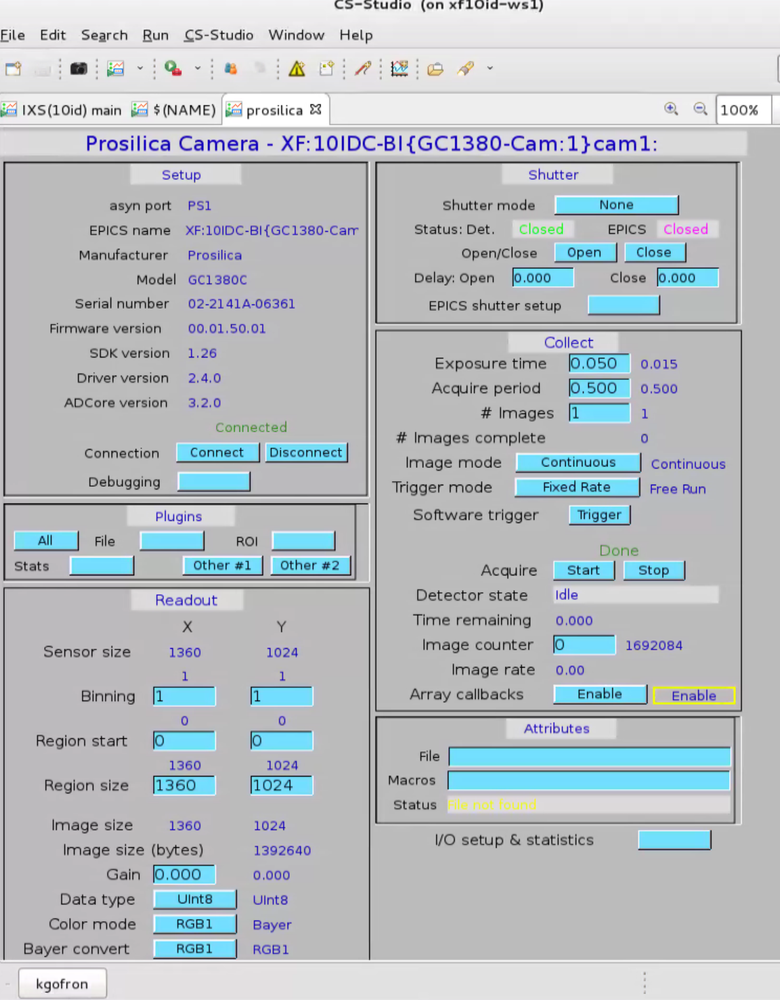 CS-Studio (on xf10id-ws1)
File Edit Search Run CS-Studio Window Help
IXS(10id) main $(NAME) prosilica 100%
Prosilica Camera - XF:10IDC-BI{GC1380-Cam:1}cam1:
Setup
asyn port PS1
EPICS name XF:10IDC-BI{GC1380-Cam
Manufacturer Prosilica
Model GC1380C
Serial number 02-2141A-06361
Firmware version 00.01.50.01
SDK version 1.26
Driver version 2.4.0
ADCore version 3.2.0
Connected
Connection Connect Disconnect
Debugging
Plugins
All File ROI
Stats Other #1 Other #2
Readout
X Y
Sensor size 1360 1024
1 1
Binning 1 1
0 0
Region start 0 0
1360 1024
Region size 1360 1024
Image size 1360 1024
Image size (bytes) 1392640
Gain 0.000 0.000
Data type UInt8 UInt8
Color mode RGB1 Bayer
Bayer convert RGB1 RGB1
Shutter
Shutter mode None
Status: Det. Closed EPICS Closed
Open/Close Open Close
Delay: Open 0.000 Close 0.000
EPICS shutter setup
Collect
Exposure time 0.050 0.015
Acquire period 0.500 0.500
# Images 1 1
# Images complete 0
Image mode Continuous Continuous
Trigger mode Fixed Rate Free Run
Software trigger Trigger
Done
Acquire Start Stop
Detector state Idle
Time remaining 0.000
Image counter 0 1692084
Image rate 0.00
Array callbacks Enable Enable
Attributes
File
Macros
Status File not found
I/O setup & statistics
kgofron